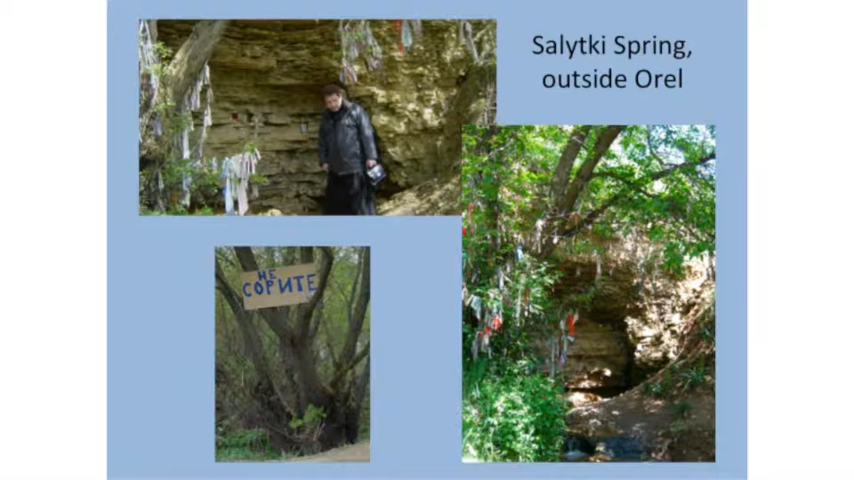 Salytki Spring,
outside Orel
НЕ
СОРИТЕ